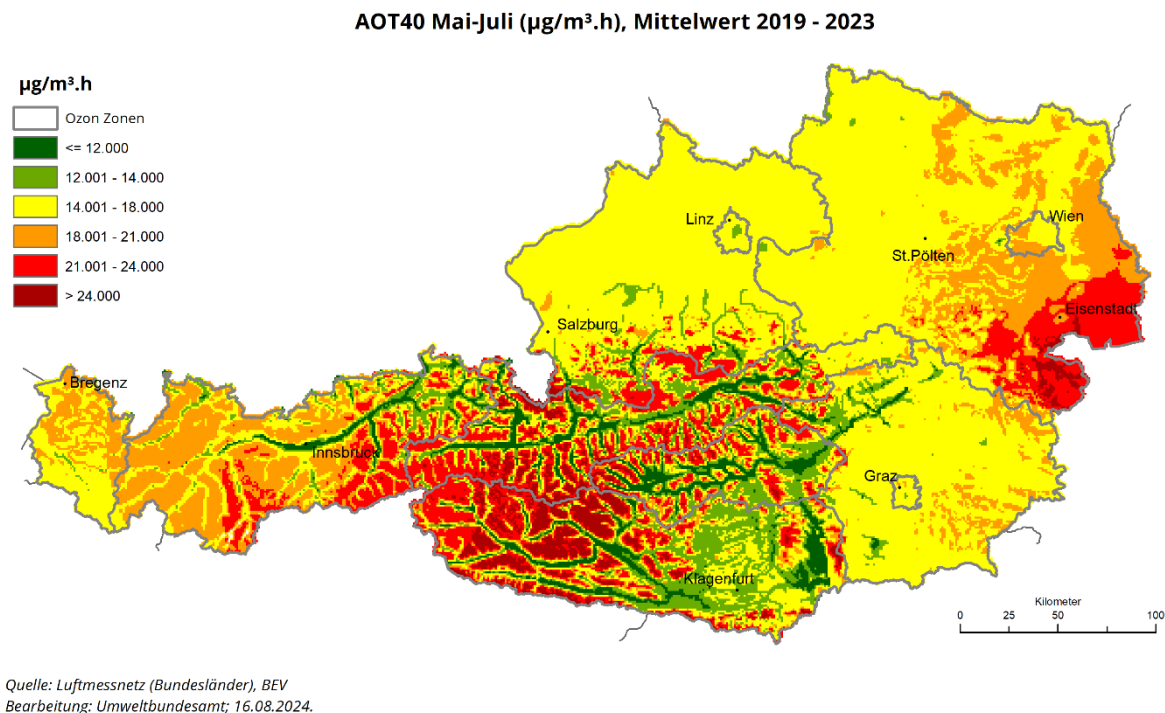 AOT40 Mai-Juli (µg/m³.h), Mittelwert 2019 - 2023
µg/m³.h
Ozon Zonen
<= 12.000
12.001 - 14.000
14.001 - 18.000
18.001 - 21.000
21.001 - 24.000
> 24.000
Linz
Wien
St.Pölten
Eisenstadt
Salzburg
Bregenz
Innsbruck
Graz
Klagenfurt
Kilometer
0 25 50 100
Quelle: Luftmessnetz (Bundesländer), BEV
Bearbeitung: Umweltbundesamt; 16.08.2024.